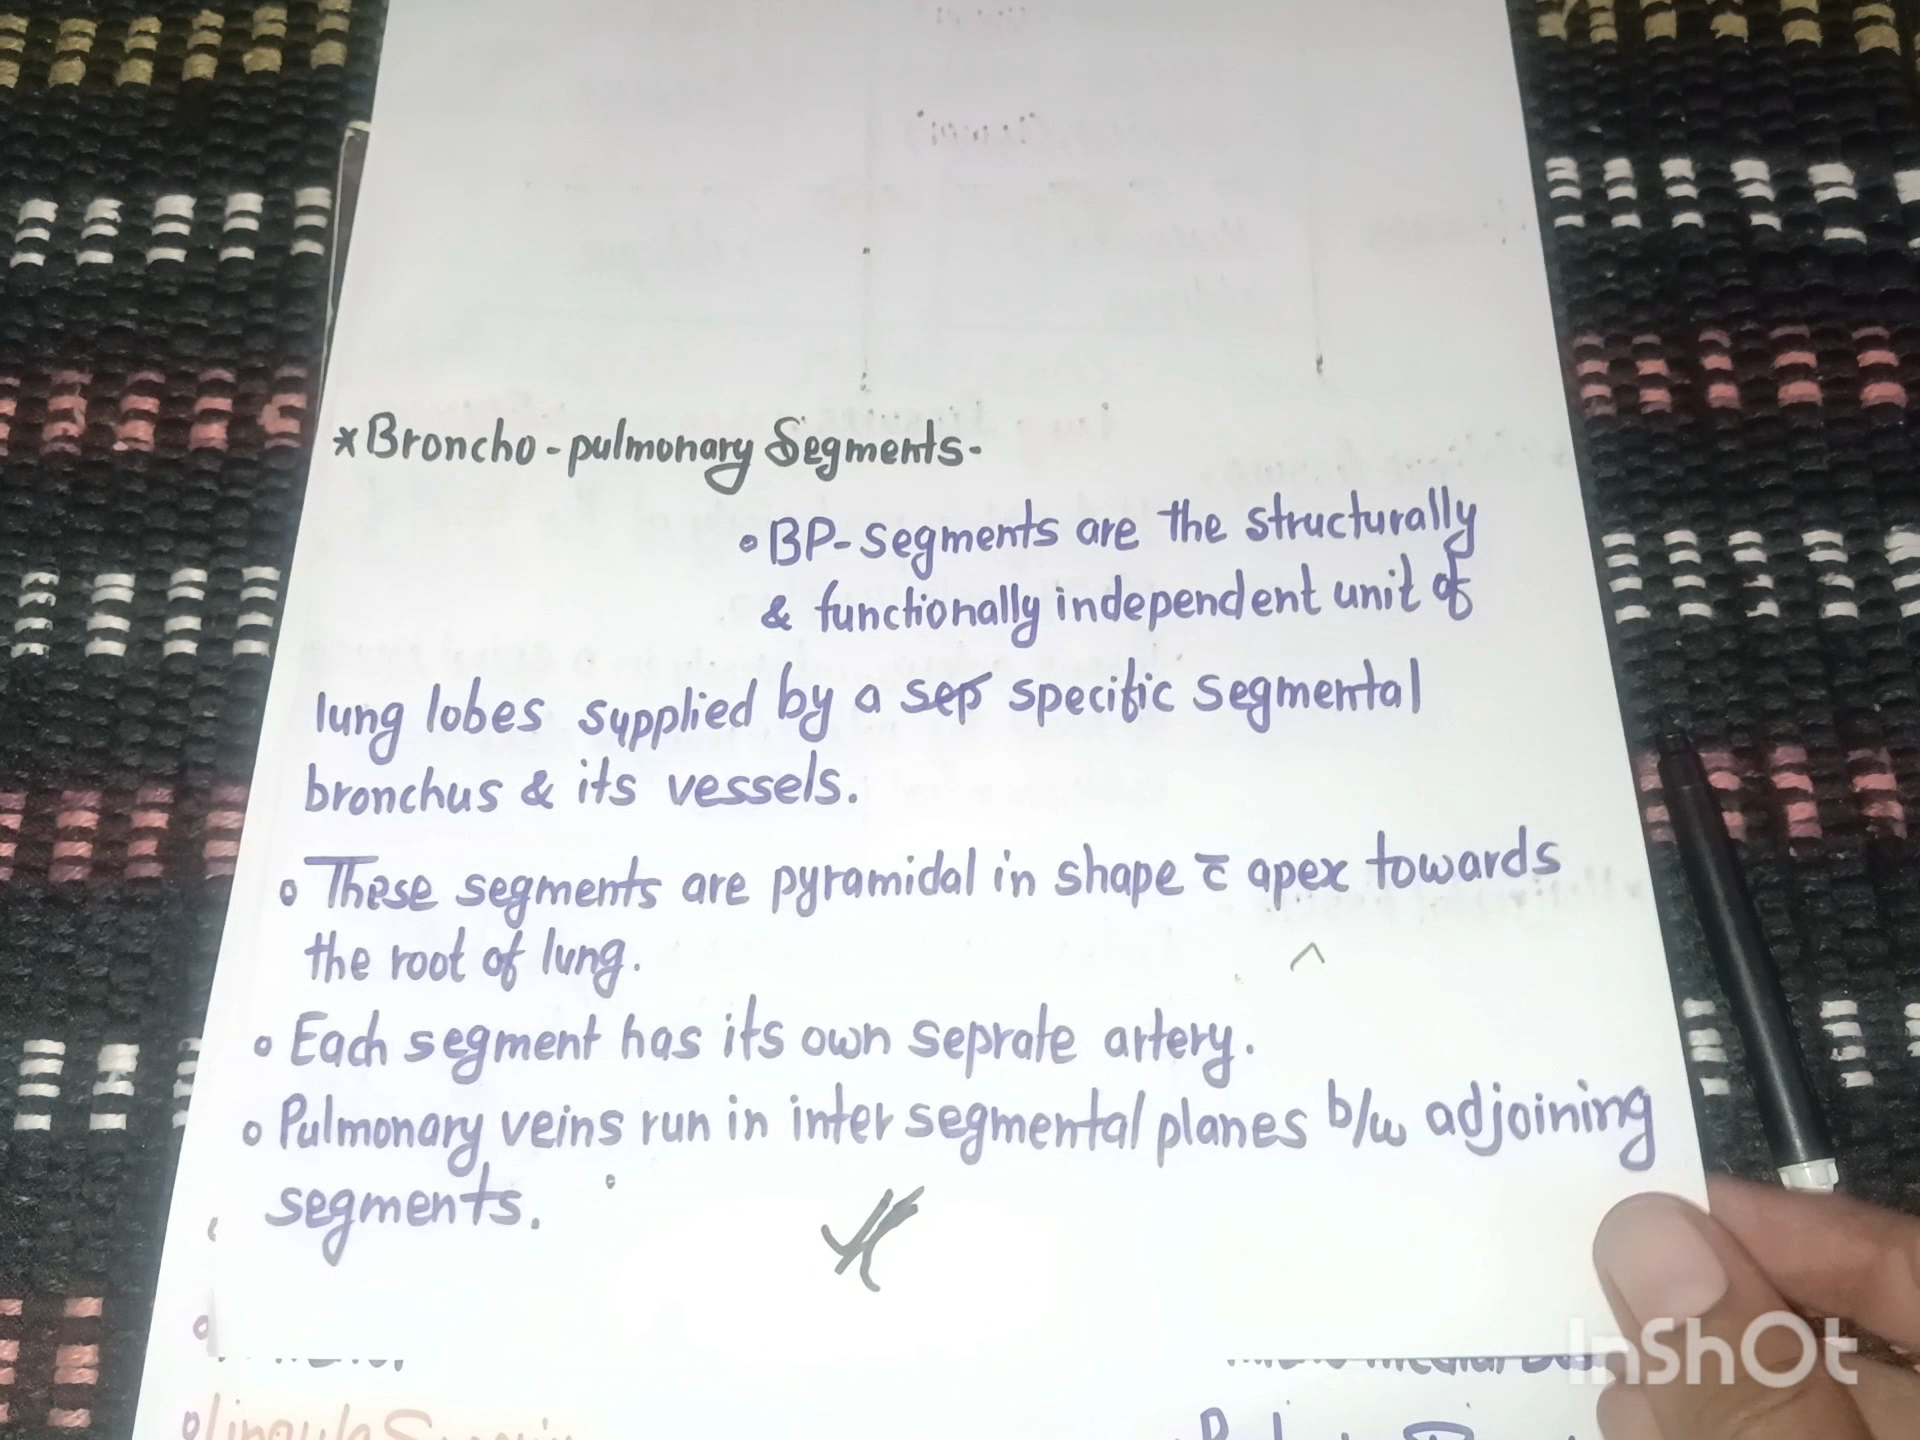 *Broncho-pulmonary Segments-
• BP-segments are the structurally
& functionally independent unit of
lung lobes supplied by a sep specific segmental
bronchus & its vessels.
• These segments are pyramidal in shape c̄ apex towards
the root of lung.
• Each segment has its own seprate artery.
• Pulmonary veins run in inter segmental planes b/w adjoining
segments.
InShOt